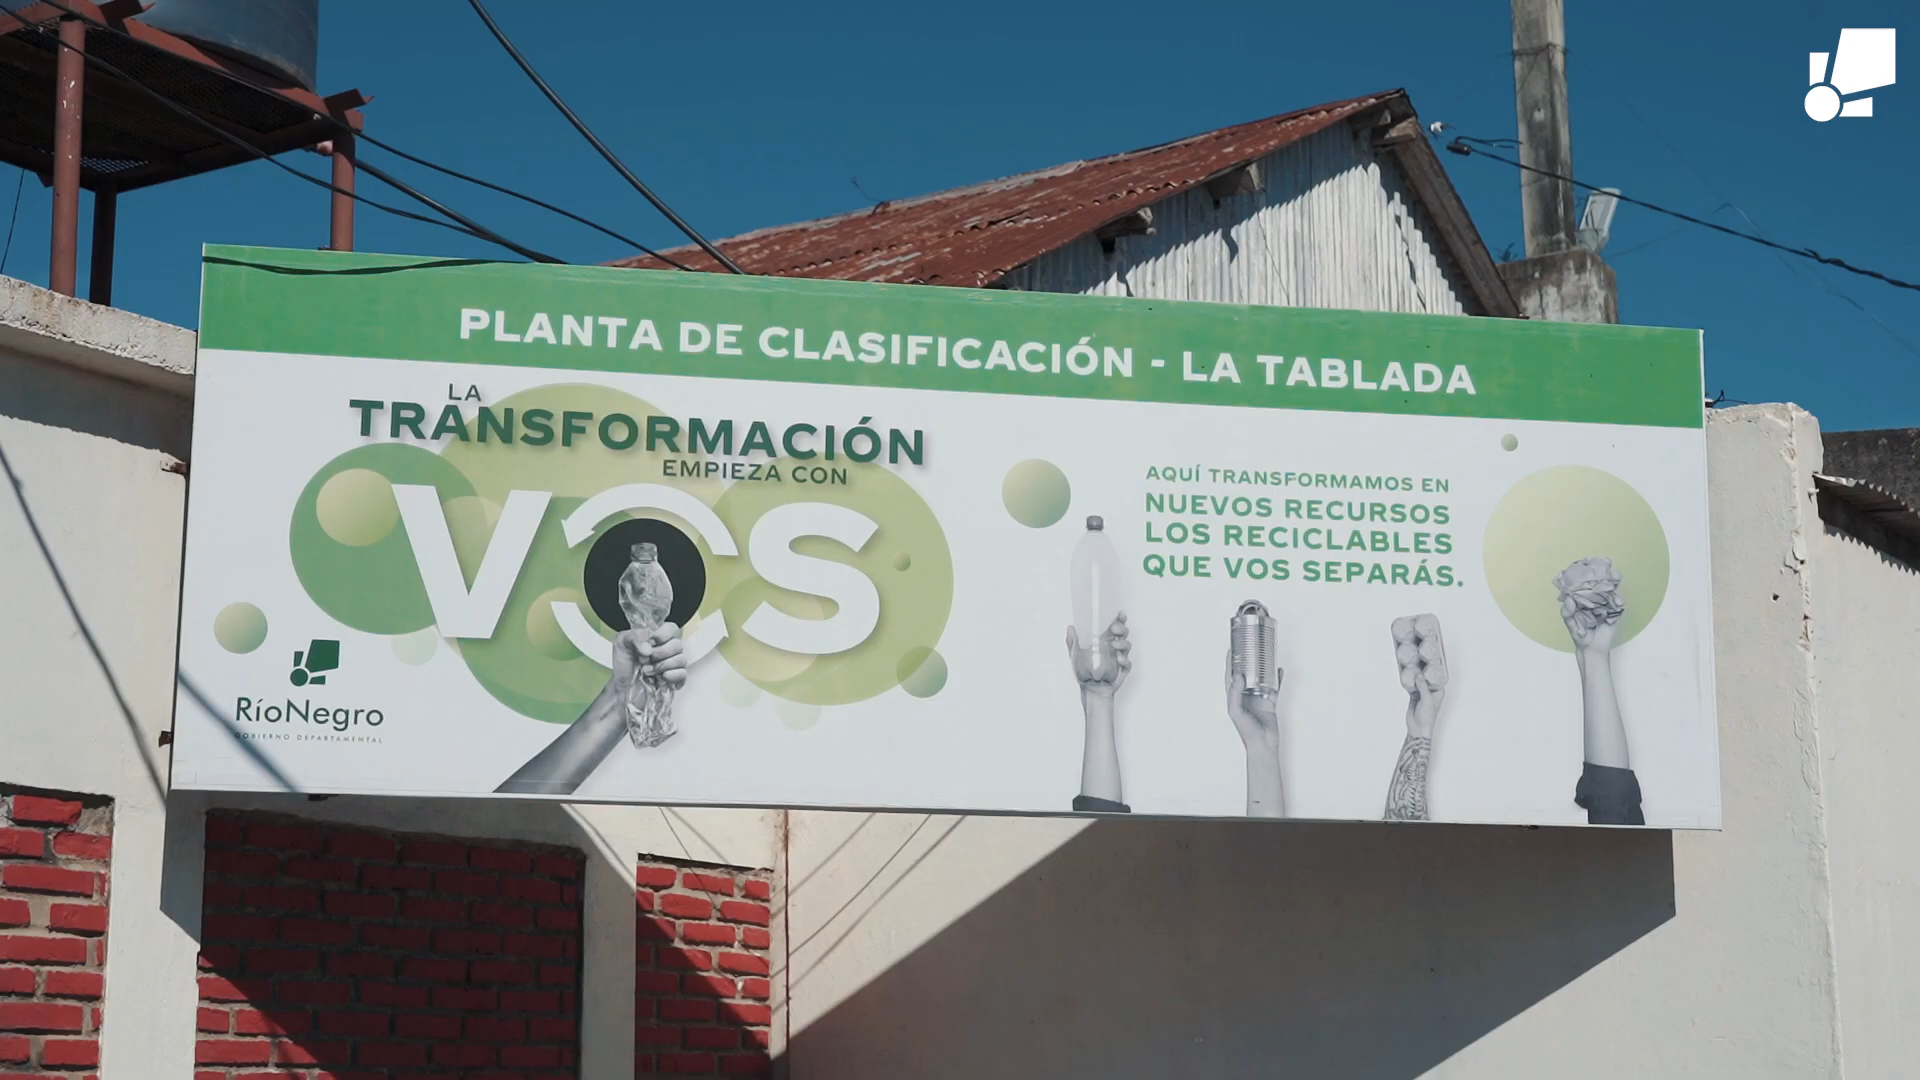 PLANTA DE CLASIFICACIÓN - LA TABLADA
LA
TRANSFORMACIÓN
EMPIEZA CON
VOS
AQUÍ TRANSFORMAMOS EN
NUEVOS RECURSOS
LOS RECICLABLES
QUE VOS SEPARÁS.
RíoNegro
GOBIERNO DEPARTAMENTAL